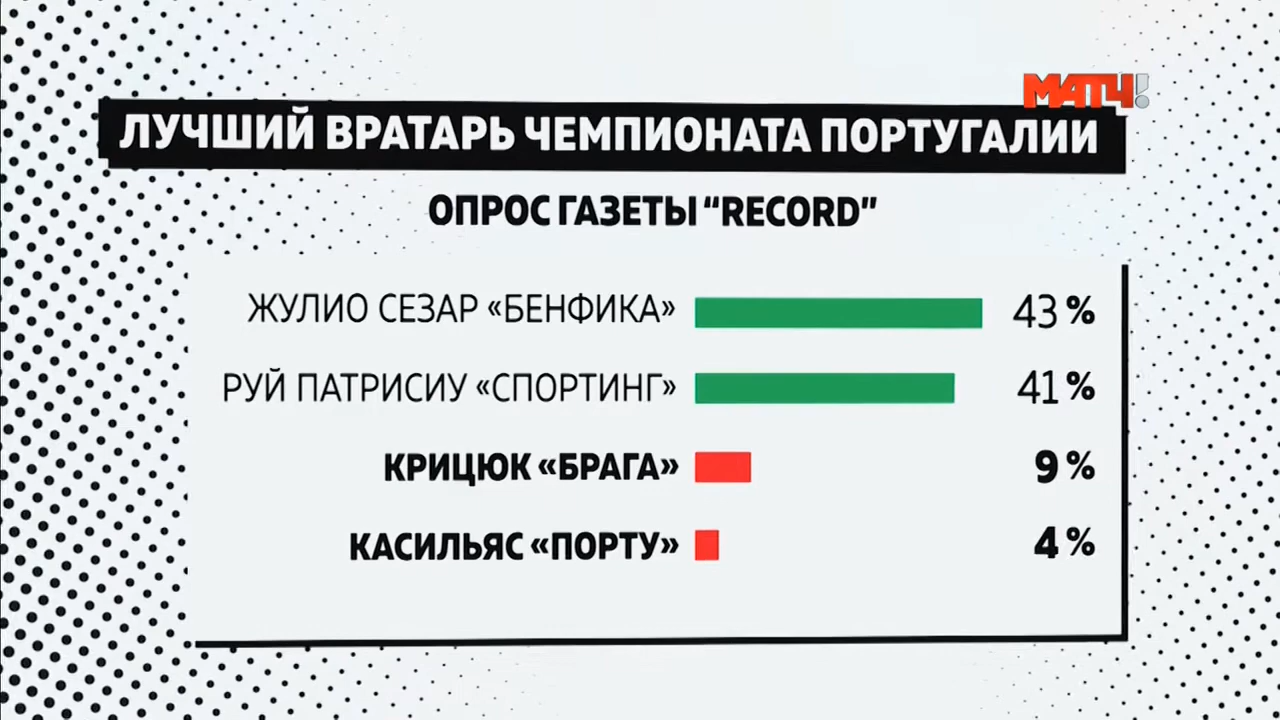 МАТЧ!
ЛУЧШИЙ ВРАТАРЬ ЧЕМПИОНАТА ПОРТУГАЛИИ
ОПРОС ГАЗЕТЫ “RECORD”
ЖУЛИО СЕЗАР «БЕНФИКА» 43 %
РУЙ ПАТРИСИУ «СПОРТИНГ» 41 %
КРИЦЮК «БРАГА» 9 %
КАСИЛЬЯС «ПОРТУ» 4 %